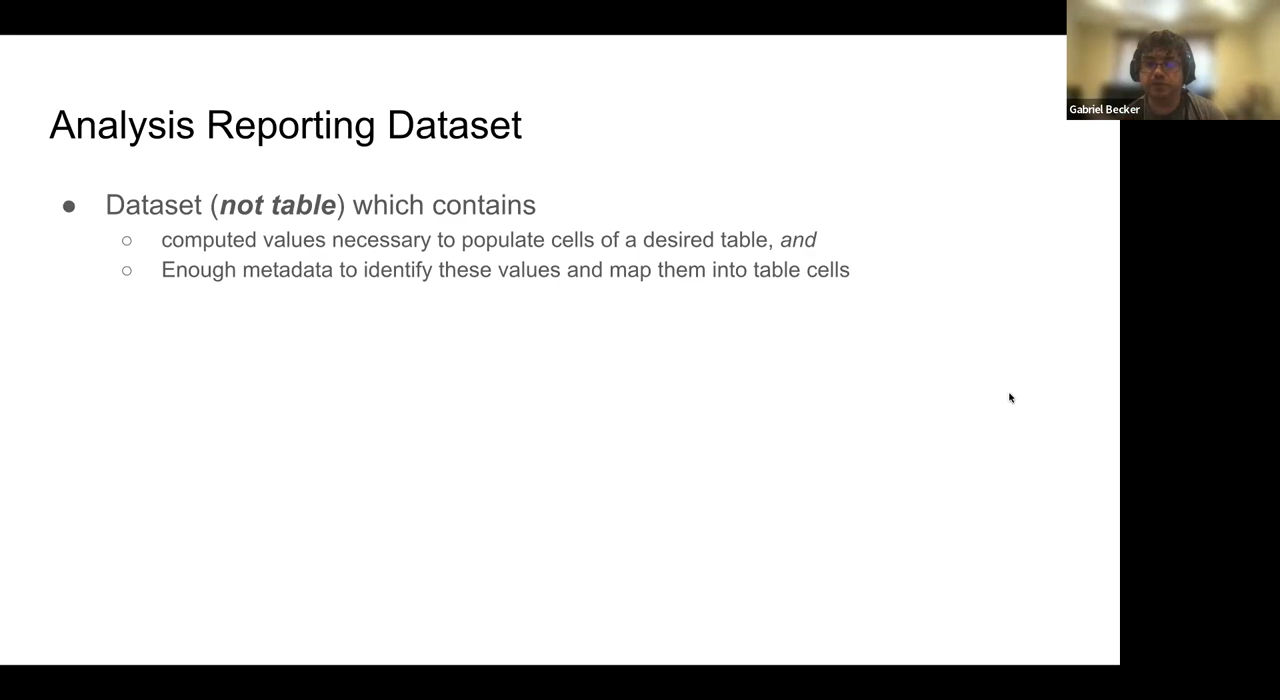 Gabriel Becker
Analysis Reporting Dataset
● Dataset (not table) which contains
○ computed values necessary to populate cells of a desired table, and
○ Enough metadata to identify these values and map them into table cells